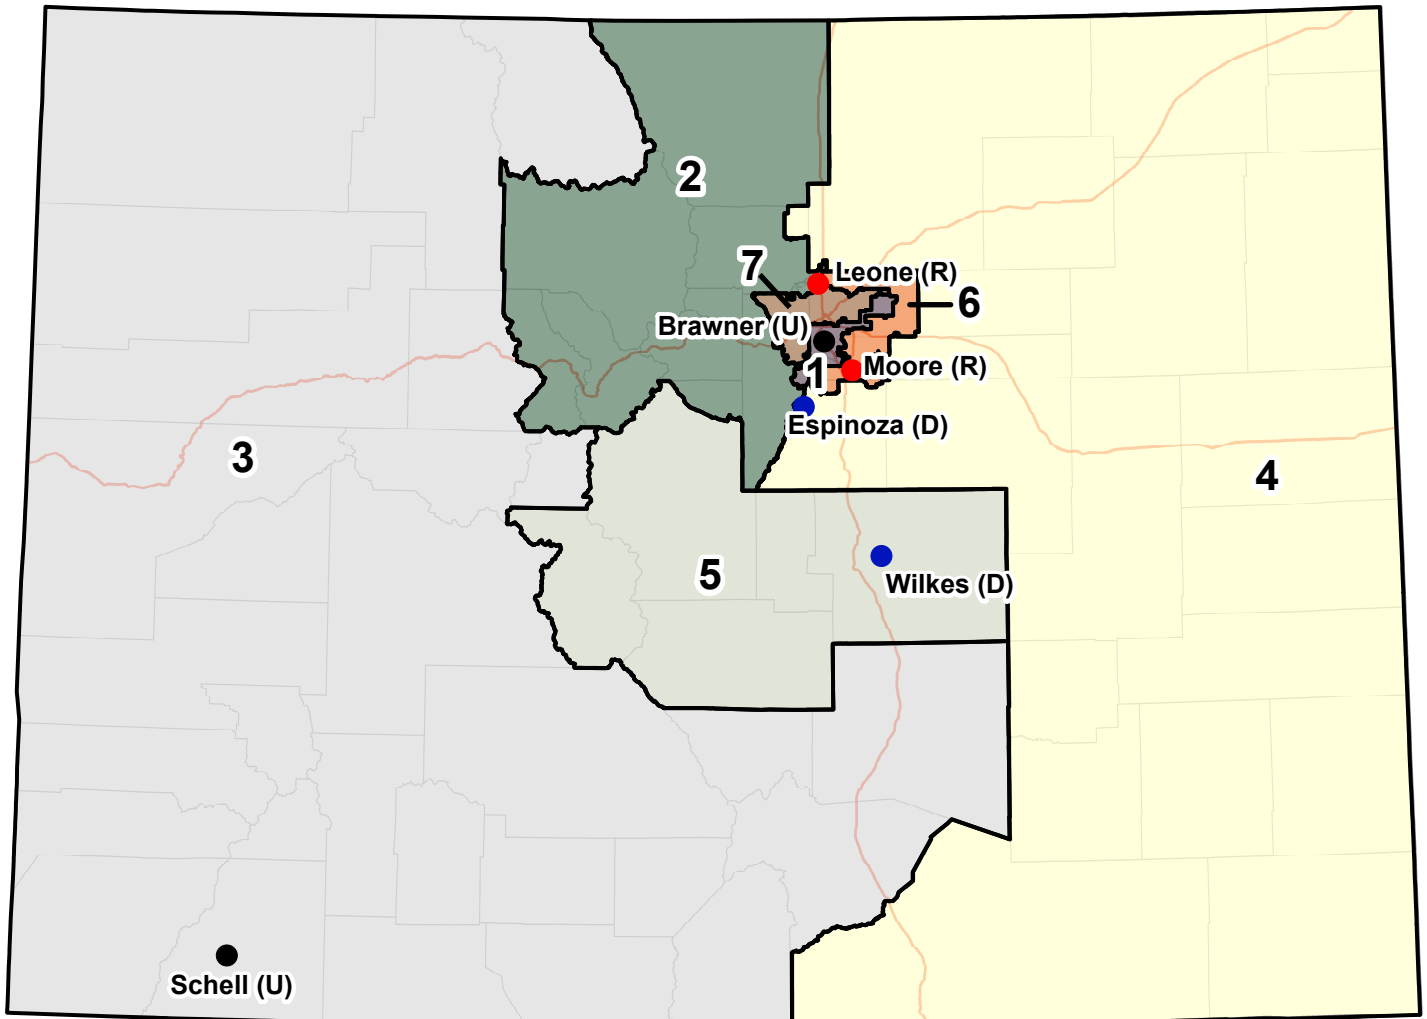 2
7
Leone (R)
6
Brawner (U)
1
Moore (R)
Espinoza (D)
3
4
5
Wilkes (D)
Schell (U)